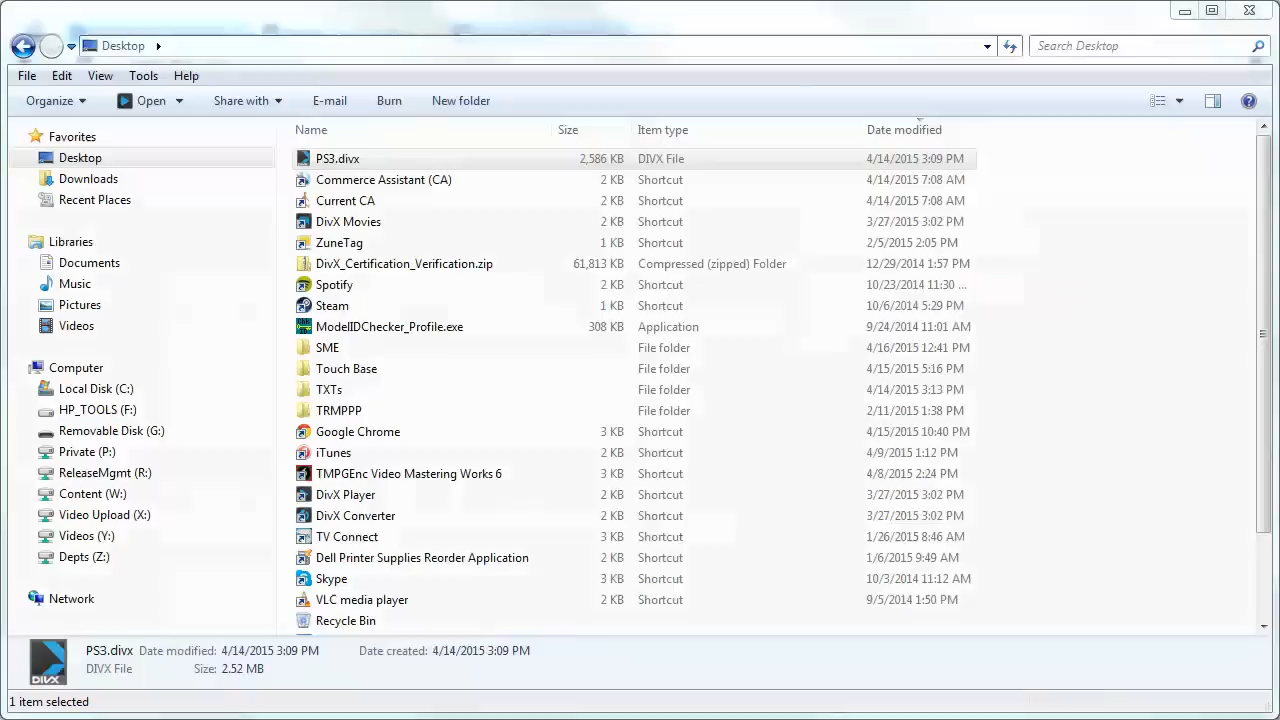 Desktop
Search Desktop
File Edit View Tools Help
Organize Open Share with E-mail Burn New folder
Name Size Item type Date modified
Favorites
Desktop
Downloads
Recent Places
Libraries
Documents
Music
Pictures
Videos
Computer
Local Disk (C:)
HP_TOOLS (F:)
Removable Disk (G:)
Private (P:)
ReleaseMgmt (R:)
Content (W:)
Video Upload (X:)
Videos (Y:)
Depts (Z:)
Network
PS3.divx 2,586 KB DIVX File 4/14/2015 3:09 PM
Commerce Assistant (CA) 2 KB Shortcut 4/14/2015 7:08 AM
Current CA 2 KB Shortcut 4/14/2015 7:08 AM
DivX Movies 2 KB Shortcut 3/27/2015 3:02 PM
ZuneTag 1 KB Shortcut 2/5/2015 2:05 PM
DivX_Certification_Verification.zip 61,813 KB Compressed (zipped) Folder 12/29/2014 1:57 PM
Spotify 2 KB Shortcut 10/23/2014 11:30 ...
Steam 1 KB Shortcut 10/6/2014 5:29 PM
ModelIDChecker_Profile.exe 308 KB Application 9/24/2014 11:01 AM
SME File folder 4/16/2015 12:41 PM
Touch Base File folder 4/15/2015 5:16 PM
TXTs File folder 4/14/2015 3:13 PM
TRMPPP File folder 2/11/2015 1:38 PM
Google Chrome 3 KB Shortcut 4/15/2015 10:40 PM
iTunes 2 KB Shortcut 4/9/2015 1:12 PM
TMPGEnc Video Mastering Works 6 3 KB Shortcut 4/8/2015 2:24 PM
DivX Player 2 KB Shortcut 3/27/2015 3:02 PM
DivX Converter 2 KB Shortcut 3/27/2015 3:02 PM
TV Connect 2 KB Shortcut 1/26/2015 8:46 AM
Dell Printer Supplies Reorder Application 2 KB Shortcut 1/6/2015 9:49 AM
Skype 3 KB Shortcut 10/3/2014 11:12 AM
VLC media player 2 KB Shortcut 9/5/2014 1:50 PM
Recycle Bin
DIVX
PS3.divx Date modified: 4/14/2015 3:09 PM Date created: 4/14/2015 3:09 PM
DIVX File Size: 2.52 MB
1 item selected